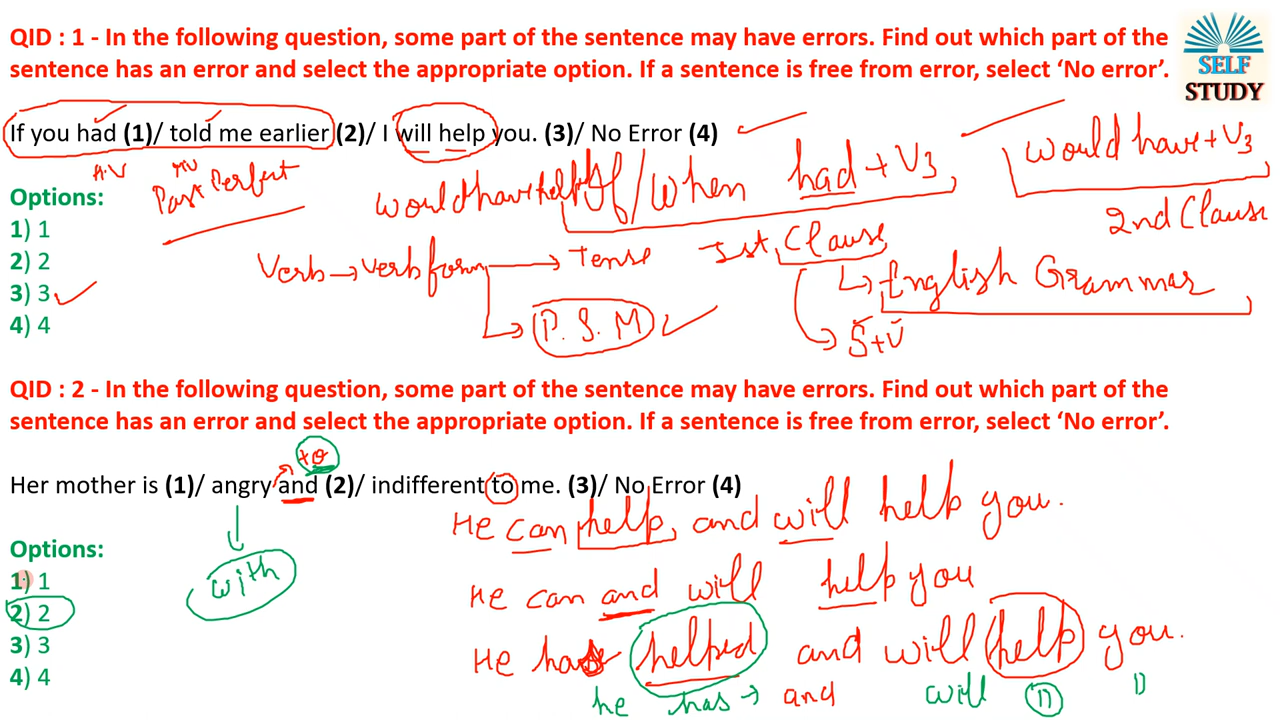 QID : 1 - In the following question, some part of the sentence may have errors. Find out which part of the
sentence has an error and select the appropriate option. If a sentence is free from error, select ‘No error’.
SELF
STUDY
If you had (1)/ told me earlier (2)/ I will help you. (3)/ No Error (4)
would have + V3
A.V
MV
Past Perfect
would have helped
If/When had + V3
2nd Clause
Options:
1) 1
2) 2
3) 3
4) 4
Verb → Verb form → Tense
Ist Clause
English Grammar
P. S. M
S+V
QID : 2 - In the following question, some part of the sentence may have errors. Find out which part of the
sentence has an error and select the appropriate option. If a sentence is free from error, select ‘No error’.
to
Her mother is (1)/ angry and (2)/ indifferent to me. (3)/ No Error (4)
with
Options:
1) 1
2) 2
3) 3
4) 4
He can help, and will help you.
He can and will help you
He has helped and will help you.
he has → and will